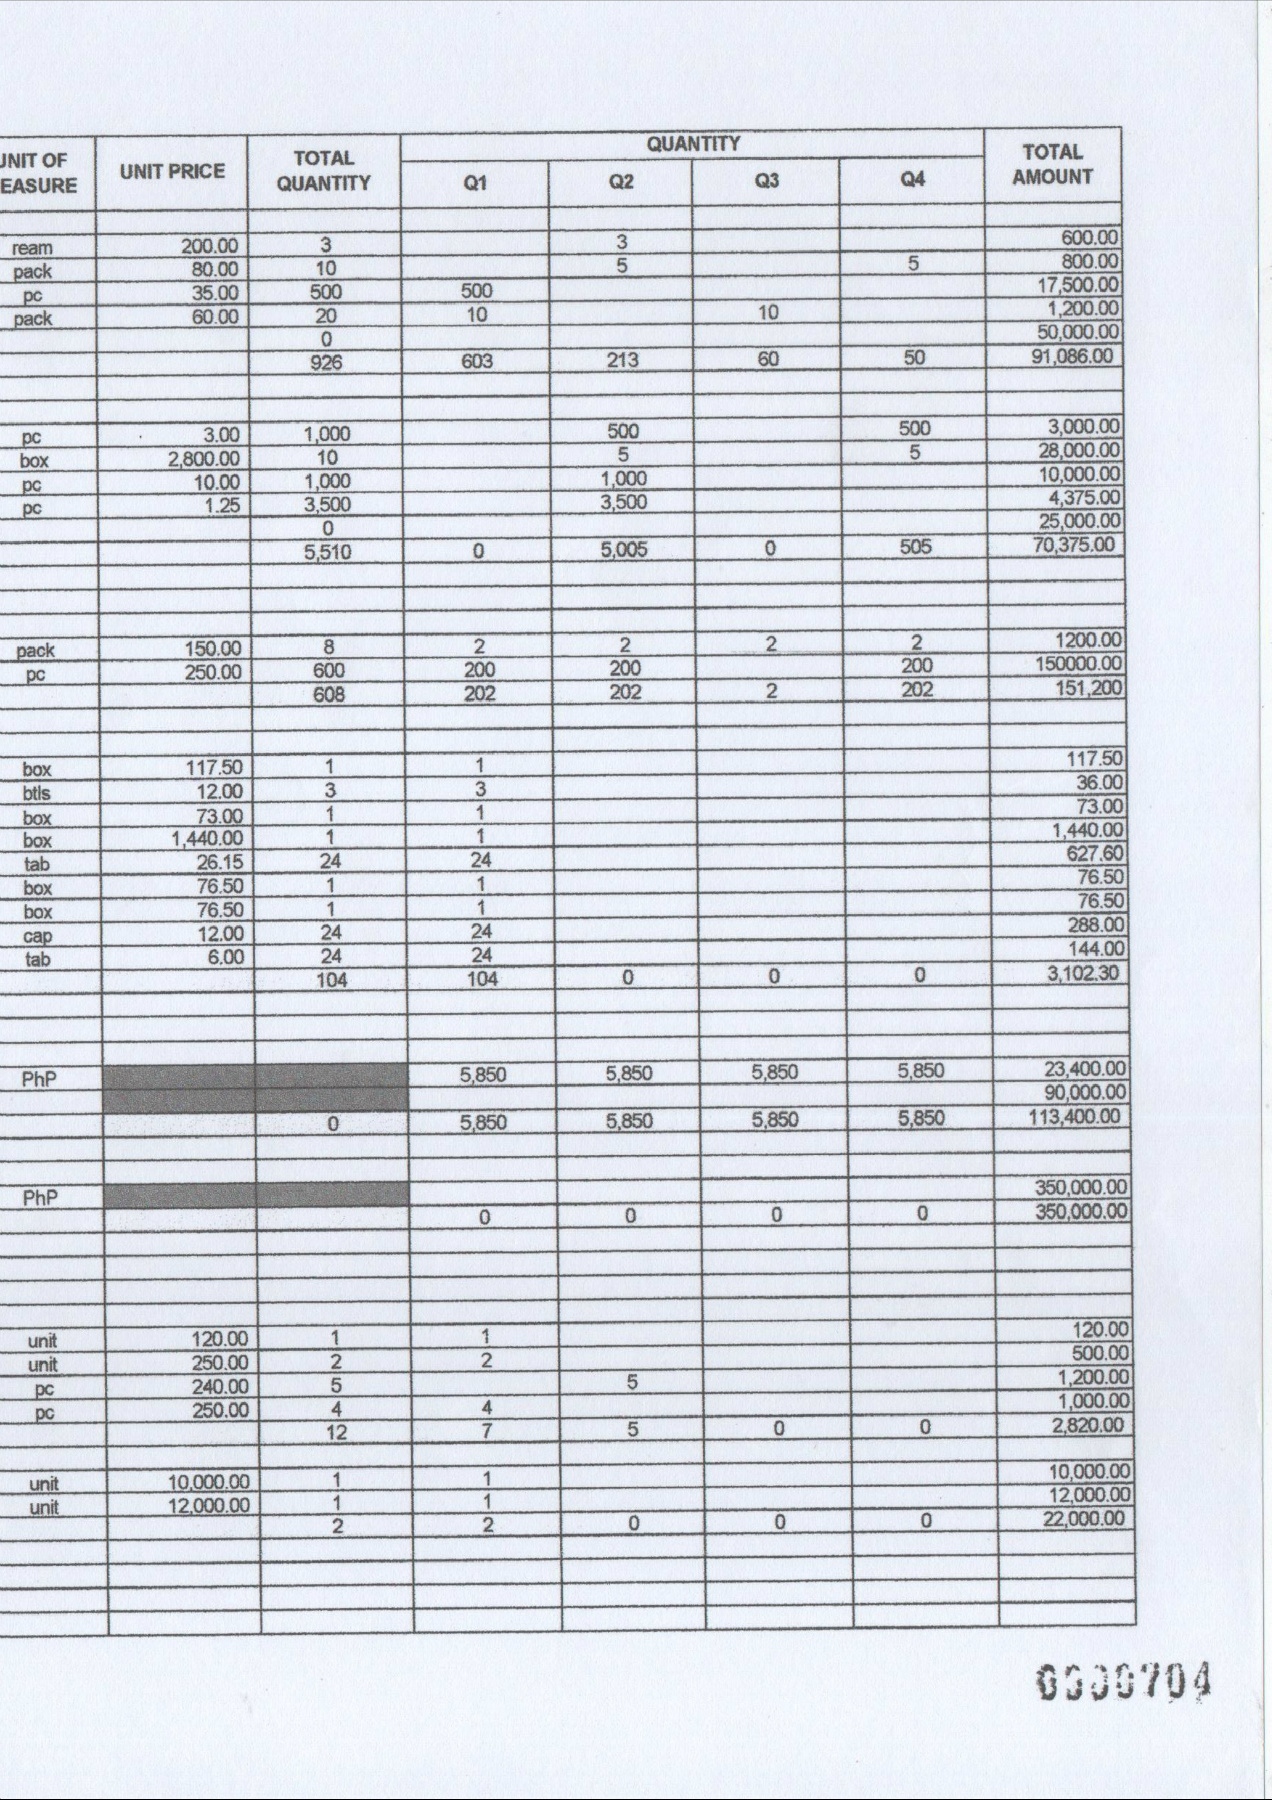 UNIT OF MEASURE UNIT PRICE TOTAL QUANTITY QUANTITY Q1 Q2 Q3 Q4 TOTAL AMOUNT
ream 200.00 3 3 600.00
pack 80.00 10 5 5 800.00
pc 35.00 500 500 17,500.00
pack 60.00 20 10 10 1,200.00
0 50,000.00
926 603 213 60 50 91,086.00
pc 3.00 1,000 500 500 3,000.00
box 2,800.00 10 5 5 28,000.00
pc 10.00 1,000 1,000 10,000.00
pc 1.25 3,500 3,500 4,375.00
0 25,000.00
5,510 0 5,005 0 505 70,375.00
pack 150.00 8 2 2 2 2 1200.00
pc 250.00 600 200 200 200 150000.00
608 202 202 2 202 151,200
box 117.50 1 1 117.50
btls 12.00 3 3 36.00
box 73.00 1 1 73.00
box 1,440.00 1 1 1,440.00
tab 26.15 24 24 627.60
box 76.50 1 1 76.50
box 76.50 1 1 76.50
cap 12.00 24 24 288.00
tab 6.00 24 24 144.00
104 104 0 0 0 3,102.30
PhP 5,850 5,850 5,850 5,850 23,400.00
90,000.00
0 5,850 5,850 5,850 5,850 113,400.00
PhP 350,000.00
0 0 0 0 350,000.00
unit 120.00 1 1 120.00
unit 250.00 2 2 500.00
pc 240.00 5 5 1,200.00
pc 250.00 4 4 1,000.00
12 7 5 0 0 2,820.00
unit 10,000.00 1 1 10,000.00
unit 12,000.00 1 1 12,000.00
2 2 0 0 0 22,000.00
0000704